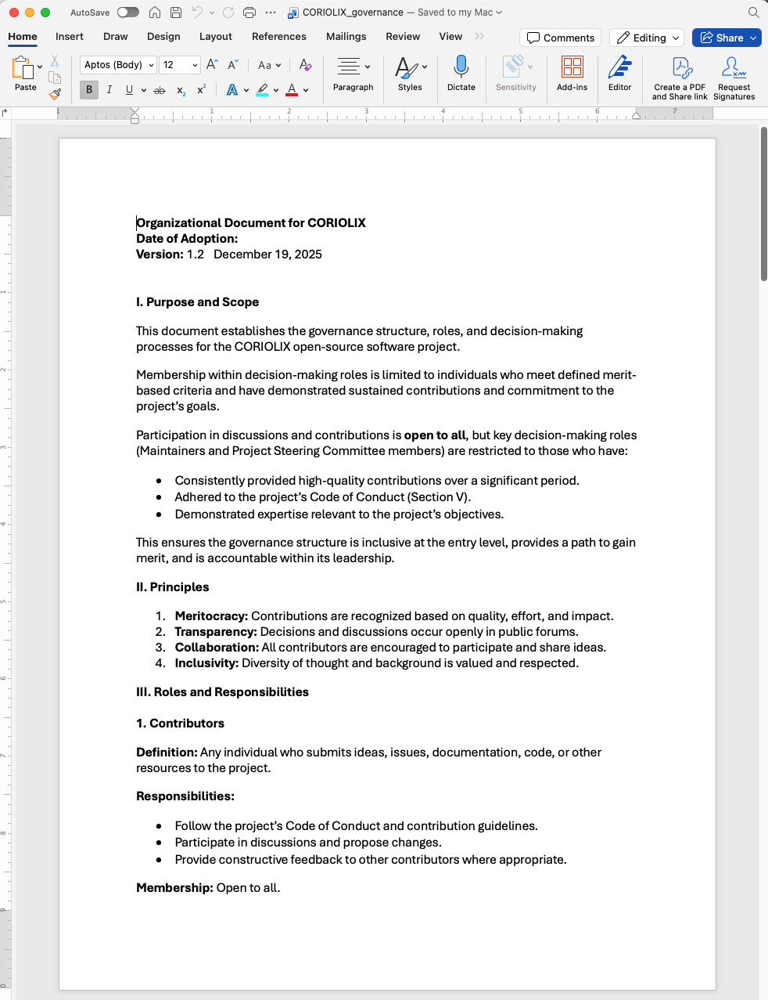 AutoSave
CORIOLIX_governance — Saved to my Mac
Home Insert Draw Design Layout References Mailings Review View Comments Editing Share
Aptos (Body) 12
Paste Paragraph Styles Dictate Sensitivity Add-ins Editor Create a PDF and Share link Request Signatures
Organizational Document for CORIOLIX
Date of Adoption:
Version: 1.2 December 19, 2025
I. Purpose and Scope
This document establishes the governance structure, roles, and decision-making
processes for the CORIOLIX open-source software project.
Membership within decision-making roles is limited to individuals who meet defined merit-
based criteria and have demonstrated sustained contributions and commitment to the
project’s goals.
Participation in discussions and contributions is open to all, but key decision-making roles
(Maintainers and Project Steering Committee members) are restricted to those who have:
• Consistently provided high-quality contributions over a significant period.
• Adhered to the project’s Code of Conduct (Section V).
• Demonstrated expertise relevant to the project’s objectives.
This ensures the governance structure is inclusive at the entry level, provides a path to gain
merit, and is accountable within its leadership.
II. Principles
1. Meritocracy: Contributions are recognized based on quality, effort, and impact.
2. Transparency: Decisions and discussions occur openly in public forums.
3. Collaboration: All contributors are encouraged to participate and share ideas.
4. Inclusivity: Diversity of thought and background is valued and respected.
III. Roles and Responsibilities
1. Contributors
Definition: Any individual who submits ideas, issues, documentation, code, or other
resources to the project.
Responsibilities:
• Follow the project’s Code of Conduct and contribution guidelines.
• Participate in discussions and propose changes.
• Provide constructive feedback to other contributors where appropriate.
Membership: Open to all.